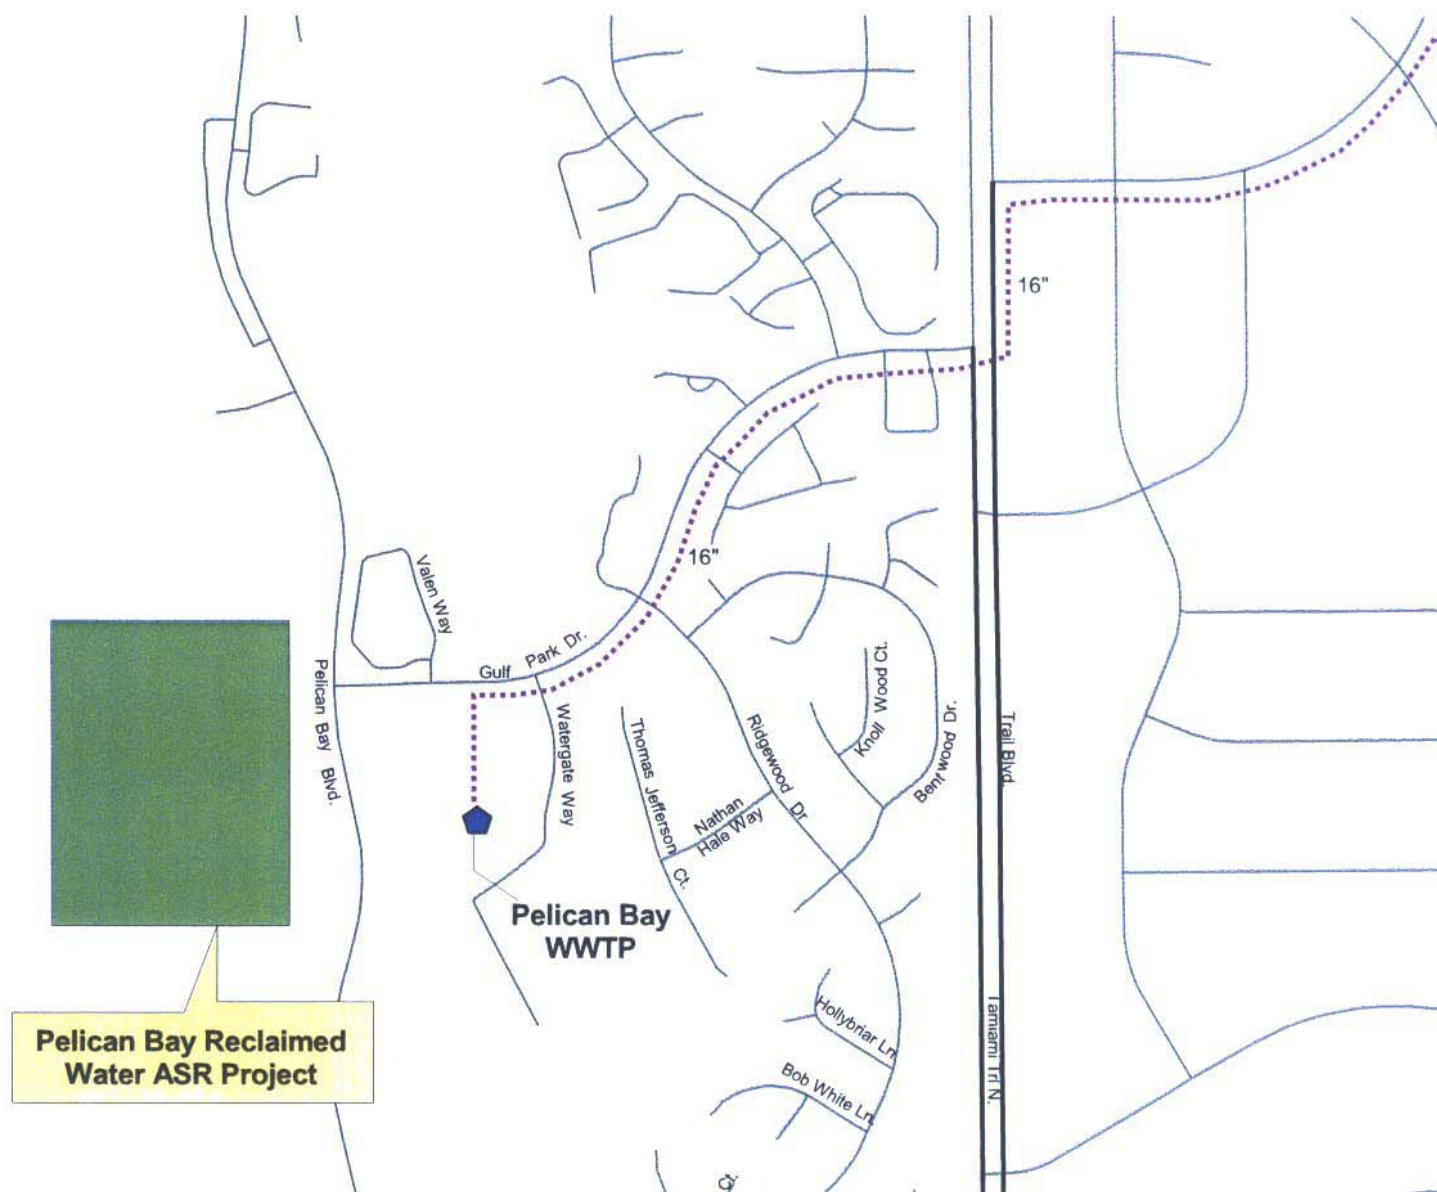 16"
16"
Valen Way
Gulf Park Dr.
Pelican Bay Blvd.
Watergate Way
Thomas Jefferson Ct.
Nathan
Hale Way
Ridgewood Dr
Knoll Wood Ct.
Bentwood Dr.
Trail Blvd.
Pelican Bay
WWTP
Tamiami Trl N.
Hollybriar Ln
Bob White Ln.
Pelican Bay Reclaimed
Water ASR Project
Ct.